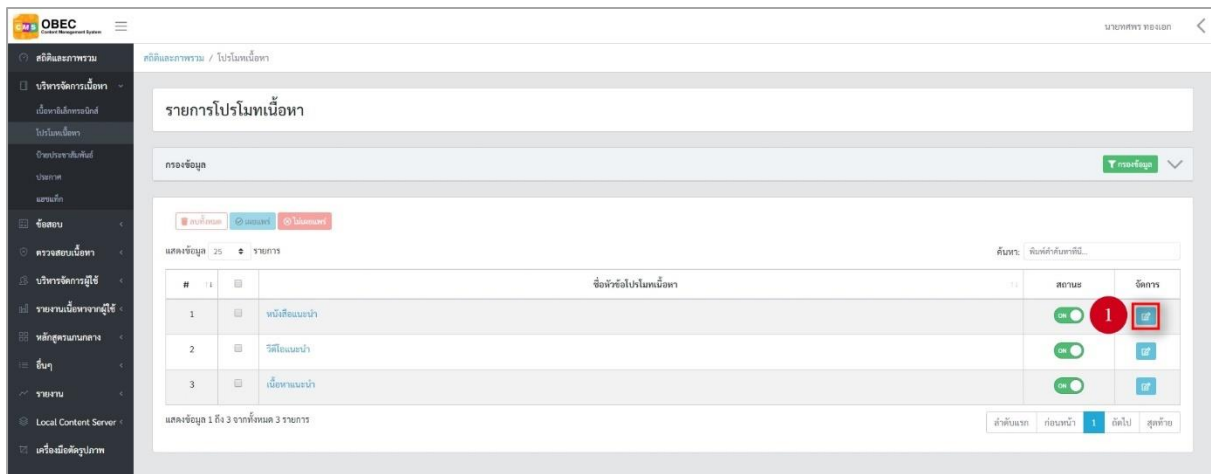 CMS OBEC
Content Management System
นายทศพร ทองเอก
สถิติและภาพรวม
สถิติและภาพรวม / โปรโมทเนื้อหา
บริหารจัดการเนื้อหา
เนื้อหาอิเล็กทรอนิกส์
โปรโมทเนื้อหา
ป้ายประชาสัมพันธ์
ประกาศ
แฮชแท็ก
ข้อสอบ
ตรวจสอบเนื้อหา
บริหารจัดการผู้ใช้
รายงานเนื้อหาจากผู้ใช้
หลักสูตรแกนกลาง
อื่นๆ
รายงาน
Local Content Server
เครื่องมือตัดรูปภาพ
รายการโปรโมทเนื้อหา
กรองข้อมูล กรองข้อมูล
ลบทั้งหมด เผยแพร่ ไม่เผยแพร่
แสดงข้อมูล 25 รายการ ค้นหา: พิมพ์คำค้นหาที่นี่...
# ชื่อหัวข้อโปรโมทเนื้อหา สถานะ จัดการ
1 หนังสือแนะนำ ON 1
2 วีดีโอแนะนำ ON
3 เนื้อหาแนะนำ ON
แสดงข้อมูล 1 ถึง 3 จากทั้งหมด 3 รายการ ลำดับแรก ก่อนหน้า 1 ถัดไป สุดท้าย